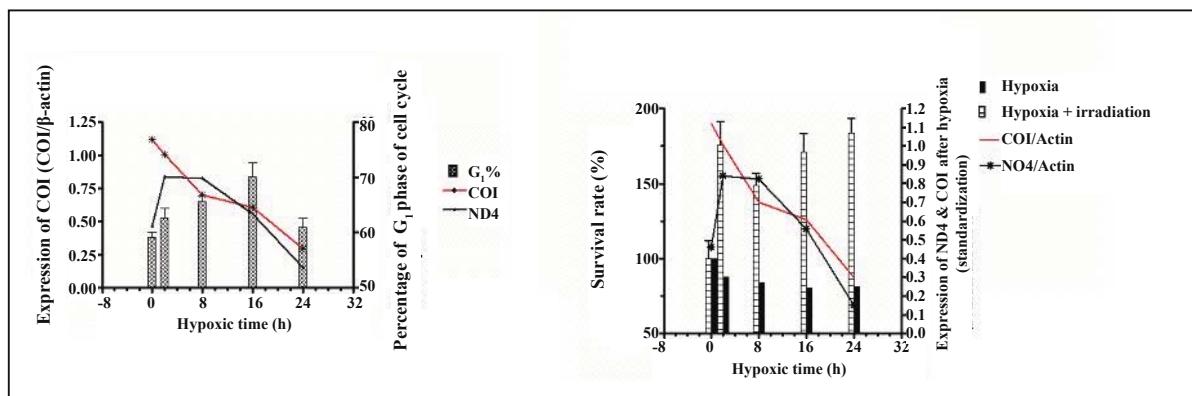 Expression of COI (COI/β-actin)
1.25
1.00
0.75
0.50
0.25
0.00
-8
0
8
16
24
32
Hypoxic time (h)
80
70
60
50
Percentage of G1 phase of cell cycle
G1%
COI
ND4
Survival rate (%)
200
150
100
50
-8
0
8
16
24
32
Hypoxic time (h)
1.2
1.1
1.0
0.9
0.8
0.7
0.6
0.5
0.4
0.3
0.2
0.1
0.0
Expression of ND4 & COI after hypoxia
(standardization)
Hypoxia
Hypoxia + irradiation
COI/Actin
NO4/Actin